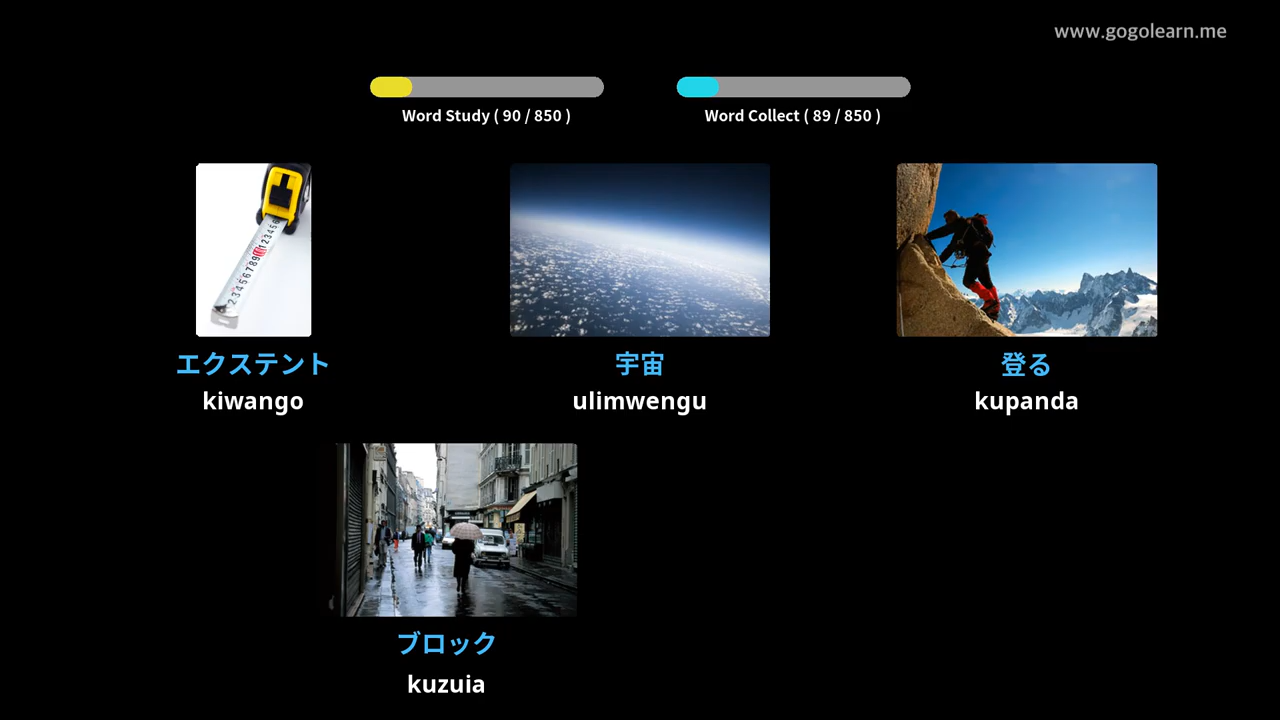 www.gogolearn.me
Word Study ( 90 / 850 )
Word Collect ( 89 / 850 )
エクステント
kiwango
宇宙
ulimwengu
登る
kupanda
ブロック
kuzuia